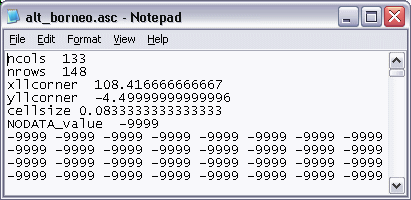 alt_borneo.asc - Notepad
File Edit Format View Help
ncols 133
nrows 148
xllcorner 108.416666666667
yllcorner -4.49999999999996
cellsize 0.0833333333333333
NODATA_value -9999
-9999 -9999 -9999 -9999 -9999 -9999 -9999 -9999
-9999 -9999 -9999 -9999 -9999 -9999 -9999 -9999
-9999 -9999 -9999 -9999 -9999 -9999 -9999 -9999
-9999 -9999 -9999 -9999 -9999 -9999 -9999 -9999